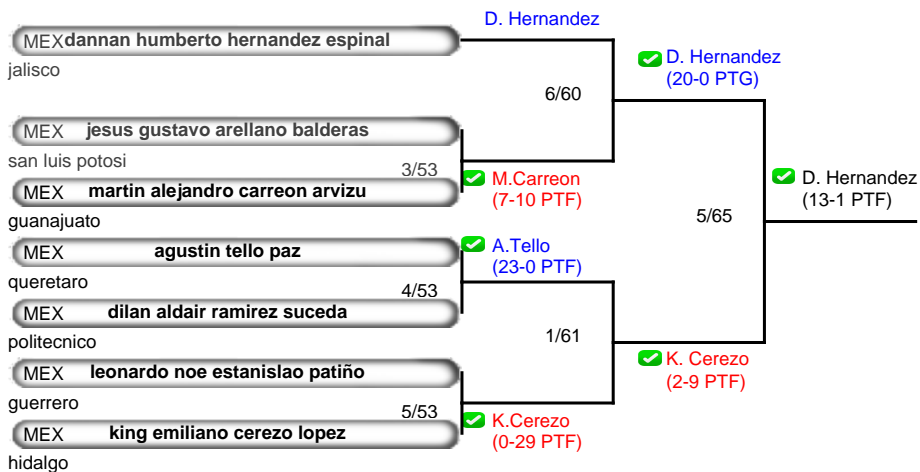 D. Hernandez
MEX dannan humberto hernandez espinal
jalisco
D. Hernandez
(20-0 PTG)
6/60
MEX jesus gustavo arellano balderas
san luis potosi
3/53
MEX martin alejandro carreon arvizu
guanajuato
M.Carreon
(7-10 PTF)
D. Hernandez
(13-1 PTF)
5/65
MEX agustin tello paz
queretaro
A.Tello
(23-0 PTF)
4/53
MEX dilan aldair ramirez suceda
politecnico
1/61
K. Cerezo
(2-9 PTF)
MEX leonardo noe estanislao patiño
guerrero
5/53
MEX king emiliano cerezo lopez
hidalgo
K.Cerezo
(0-29 PTF)